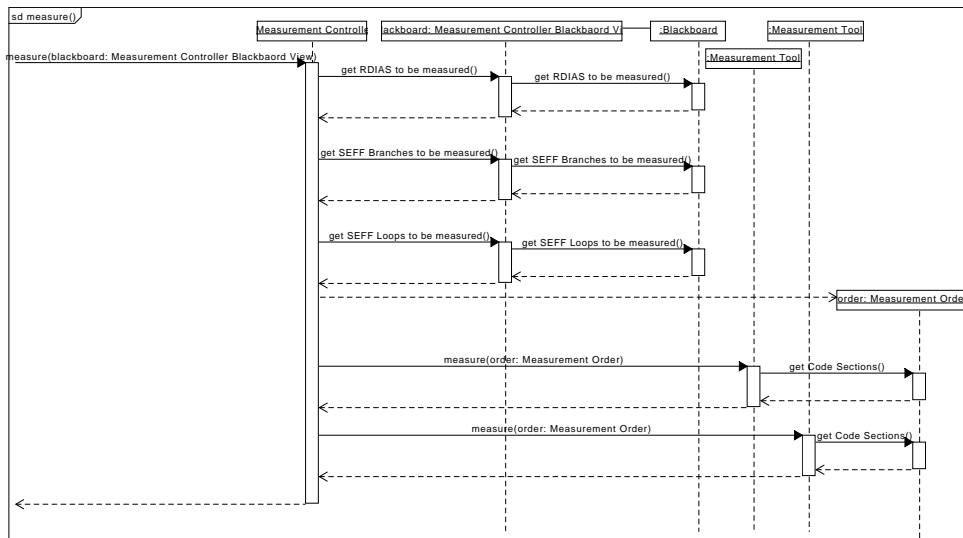 sd measure()
Measurement Controlle
lackboard: Measurement Controller Blackbaord Vi
:Blackboard
:Measurement Tool
:Measurement Tool
measure(blackboard: Measurement Controller Blackbaord View)
get RDIAS to be measured()
get RDIAS to be measured()
get SEFF Branches to be measured()
get SEFF Branches to be measured()
get SEFF Loops to be measured()
get SEFF Loops to be measured()
order: Measurement Orde
measure(order: Measurement Order)
get Code Sections()
measure(order: Measurement Order)
get Code Sections()